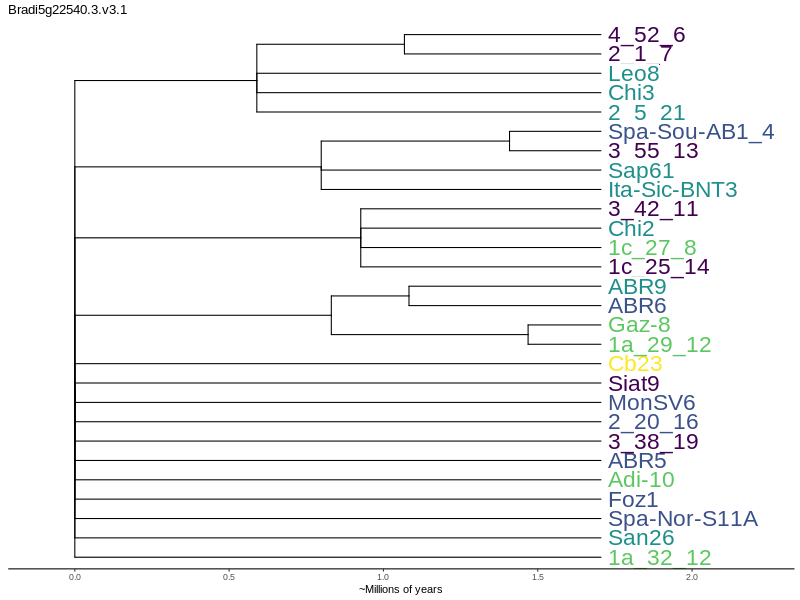 Bradi5g22540.3.v3.1
4_52_6
2_1_7
Leo8
Chi3
2_5_21
Spa-Sou-AB1_4
3_55_13
Sap61
Ita-Sic-BNT3
3_42_11
Chi2
1c_27_8
1c_25_14
ABR9
ABR6
Gaz-8
1a_29_12
Cb23
Siat9
MonSV6
2_20_16
3_38_19
ABR5
Adi-10
Foz1
Spa-Nor-S11A
San26
1a_32_12
0.0 0.5 1.0 1.5 2.0
~Millions of years